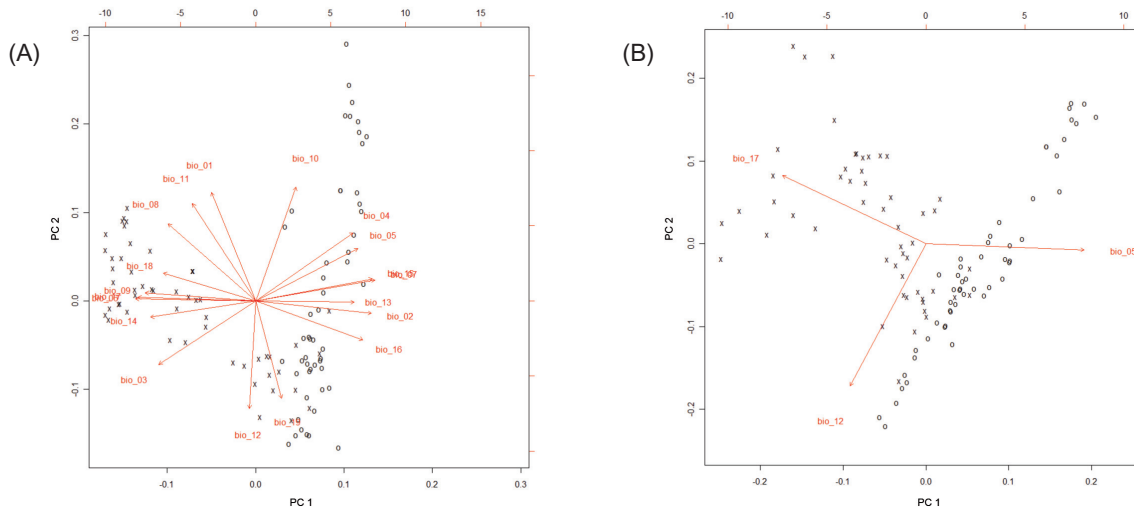 (A)
-10 -5 0 5 10 15
0.3
0.2
0.1
0.0
-0.1
PC 2
bio_01
bio_10
bio_11
bio_08
bio_04
bio_05
bio_18
bio_07
bio_09
bio_13
bio_14
bio_02
bio_16
bio_03
bio_12
bio_19
-0.1 0.0 0.1 0.2 0.3
PC 1
(B)
-10 -5 0 5 10
0.2
0.1
0.0
-0.1
-0.2
PC 2
bio_17
bio_05
bio_12
-0.2 -0.1 0.0 0.1 0.2
PC 1